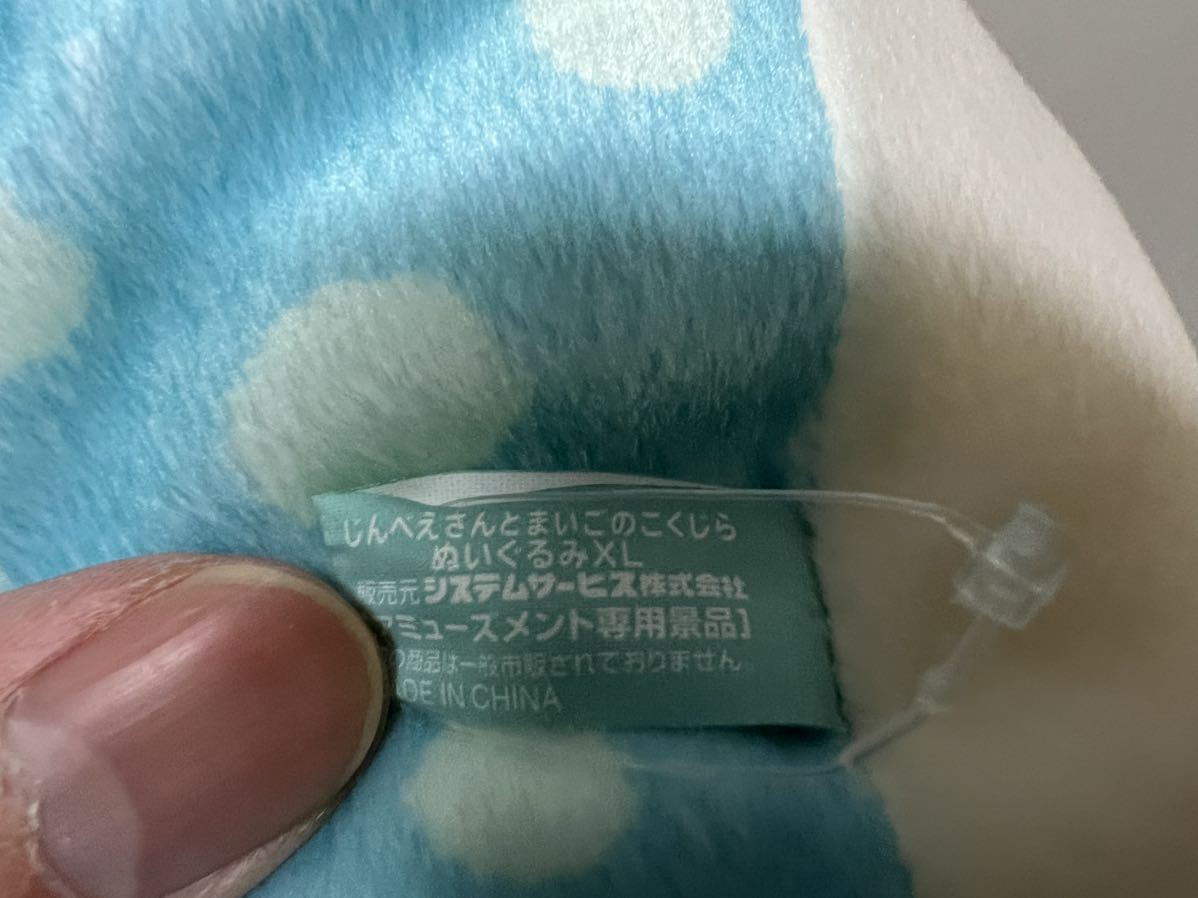 じんべえさんとまいごのこくじら
ぬいぐるみXL
販売元 システムサービス株式会社
アミューズメント専用景品]
の商品は一般市販されておりません
DE IN CHINA